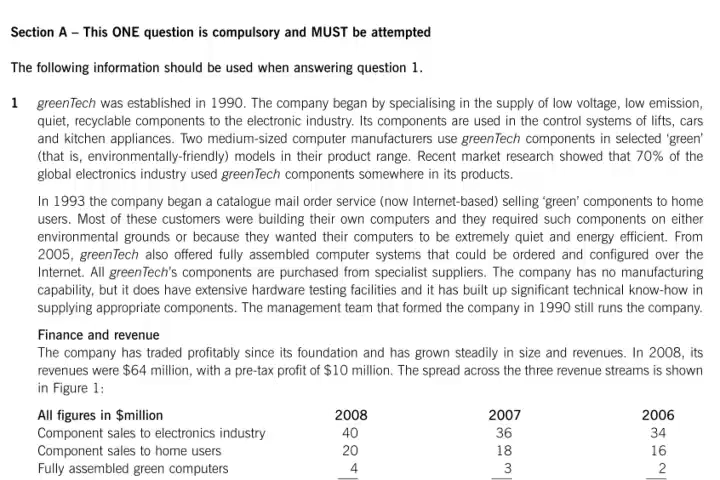 Section A – This ONE question is compulsory and MUST be attempted
The following information should be used when answering question 1.
1 greenTech was established in 1990. The company began by specialising in the supply of low voltage, low emission,
quiet, recyclable components to the electronic industry. Its components are used in the control systems of lifts, cars
and kitchen appliances. Two medium-sized computer manufacturers use greenTech components in selected ‘green’
(that is, environmentally-friendly) models in their product range. Recent market research showed that 70% of the
global electronics industry used greenTech components somewhere in its products.
In 1993 the company began a catalogue mail order service (now Internet-based) selling ‘green’ components to home
users. Most of these customers were building their own computers and they required such components on either
environmental grounds or because they wanted their computers to be extremely quiet and energy efficient. From
2005, greenTech also offered fully assembled computer systems that could be ordered and configured over the
Internet. All greenTech’s components are purchased from specialist suppliers. The company has no manufacturing
capability, but it does have extensive hardware testing facilities and it has built up significant technical know-how in
supplying appropriate components. The management team that formed the company in 1990 still runs the company.
Finance and revenue
The company has traded profitably since its foundation and has grown steadily in size and revenues. In 2008, its
revenues were $64 million, with a pre-tax profit of $10 million. The spread across the three revenue streams is shown
in Figure 1:
All figures in $million 2008 2007 2006
Component sales to electronics industry 40 36 34
Component sales to home users 20 18 16
Fully assembled green computers 4 3 2